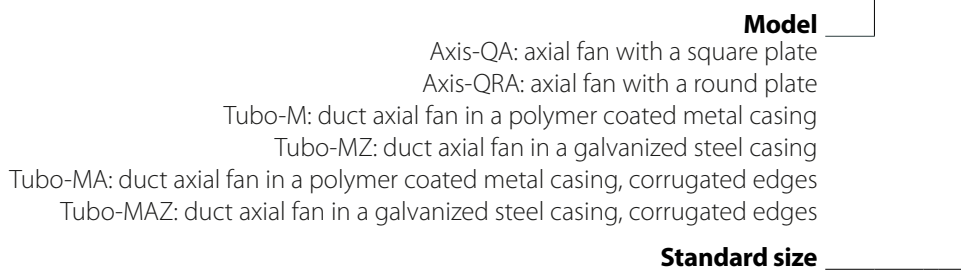 Model
Axis-QA: axial fan with a square plate
Axis-QRA: axial fan with a round plate
Tubo-M: duct axial fan in a polymer coated metal casing
Tubo-MZ: duct axial fan in a galvanized steel casing
Tubo-MA: duct axial fan in a polymer coated metal casing, corrugated edges
Tubo-MAZ: duct axial fan in a galvanized steel casing, corrugated edges
Standard size